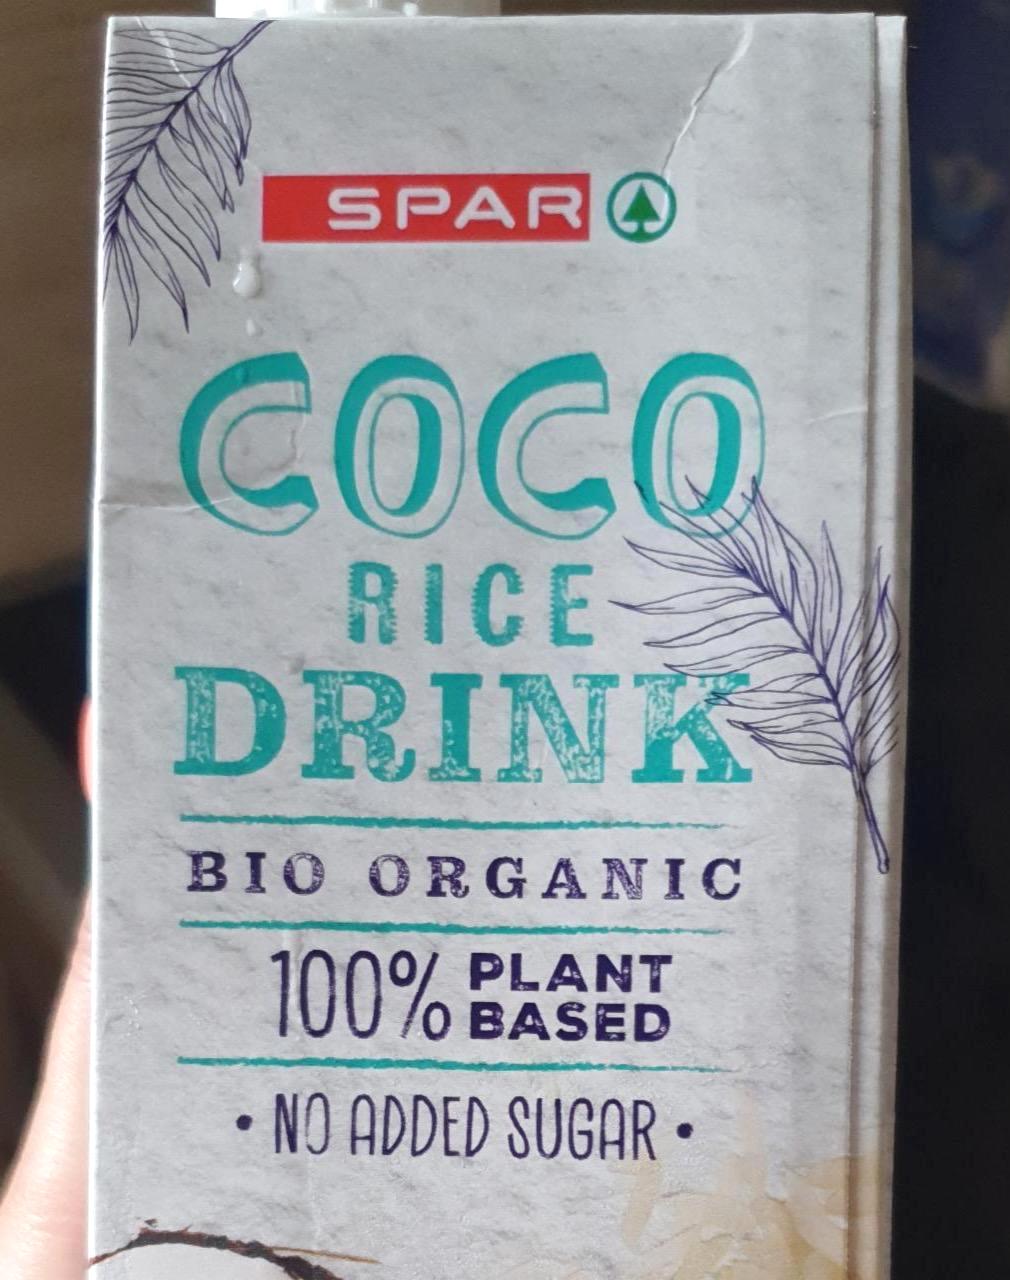 SPAR
COCO
RICE
DRINK
BIO ORGANIC
100% PLANT
BASED
• NO ADDED SUGAR •